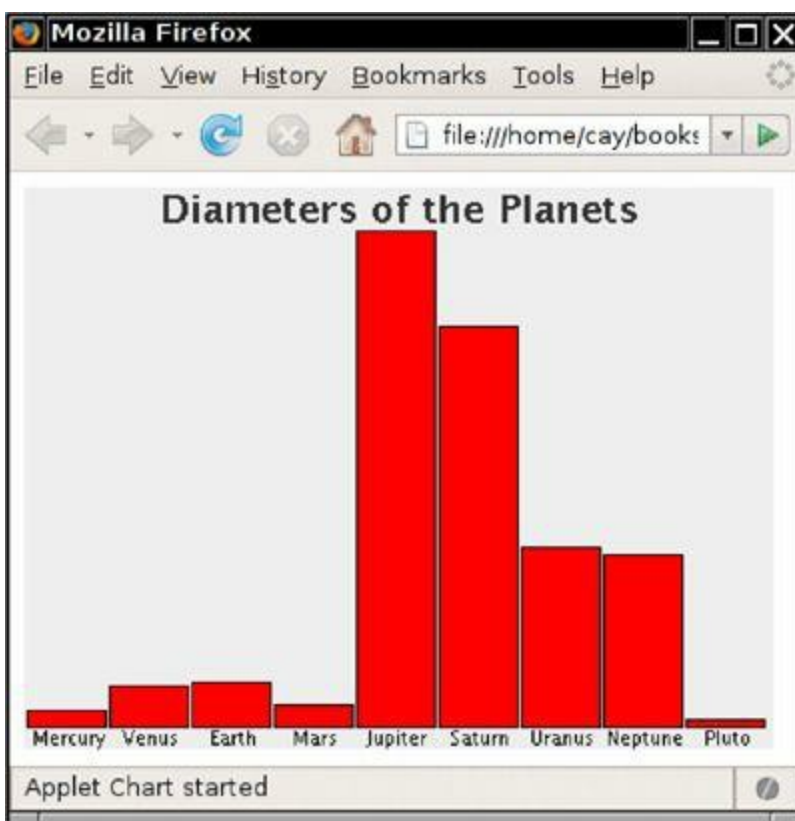 Mozilla Firefox
File Edit View History Bookmarks Tools Help
file:///home/cay/books
Diameters of the Planets
Mercury Venus Earth Mars Jupiter Saturn Uranus Neptune Pluto
Applet Chart started